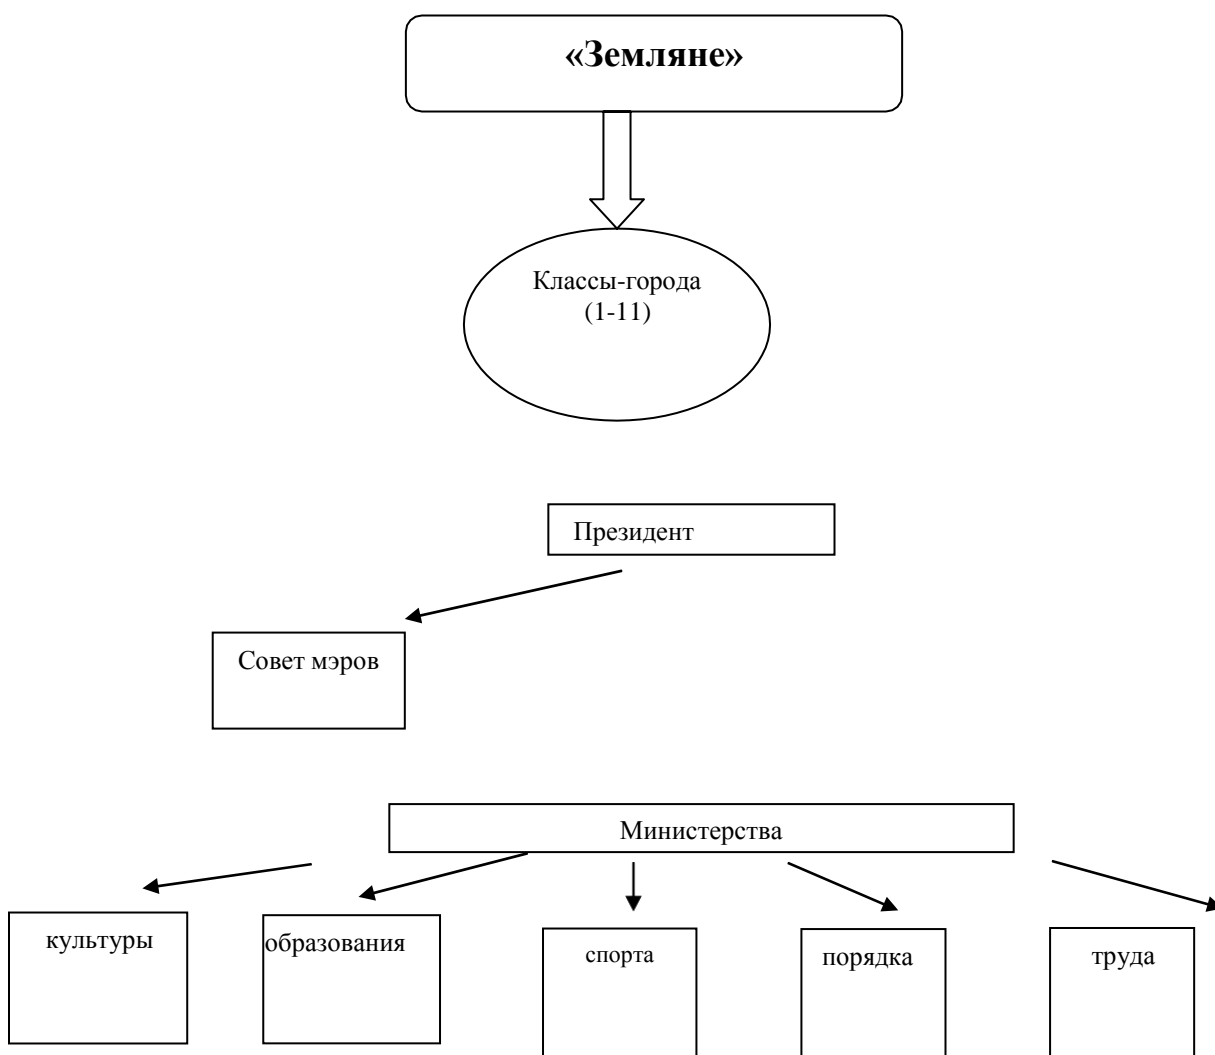 «Земляне»
Классы-города
(1-11)
Президент
Совет мэров
Министерства
культуры
образования
спорта
порядка
труда